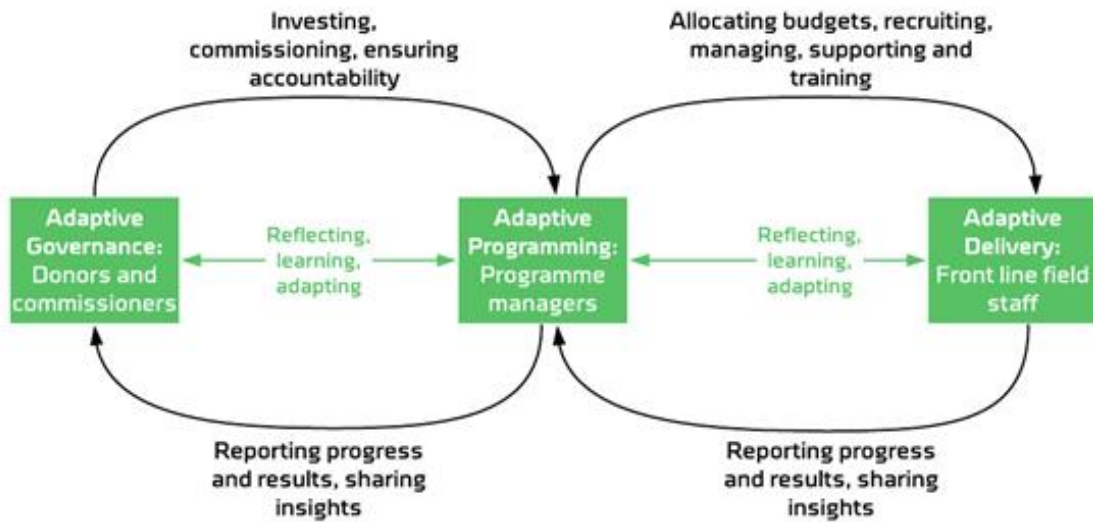 Investing,
commissioning, ensuring
accountability
Allocating budgets, recruiting,
managing, supporting and
training
Adaptive
Governance:
Donors and
commissioners
Reflecting,
learning,
adapting
Adaptive
Programming:
Programme
managers
Reflecting,
learning,
adapting
Adaptive
Delivery:
Front line field
staff
Reporting progress
and results, sharing
insights
Reporting progress
and results, sharing
insights